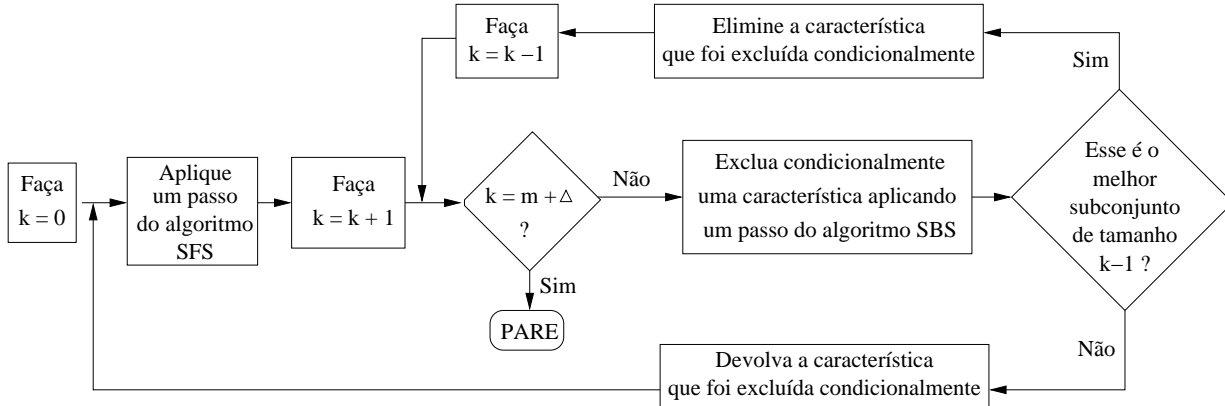 Faça
k = k −1
Elimine a característica
que foi excluída condicionalmente
Sim
Faça
k = 0
Aplique
um passo
do algoritmo
SFS
Faça
k = k + 1
k = m + △
?
Não
Sim
PARE
Exclua condicionalmente
uma característica aplicando
um passo do algoritmo SBS
Esse é o
melhor
subconjunto
de tamanho
k−1 ?
Não
Devolva a característica
que foi excluída condicionalmente